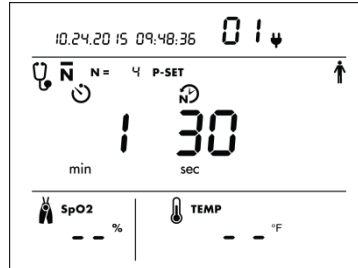 10.24.2015 09:48:36 01
N N = 4 P-SET
N
1 30
min sec
SpO2 TEMP
-- % -- °F